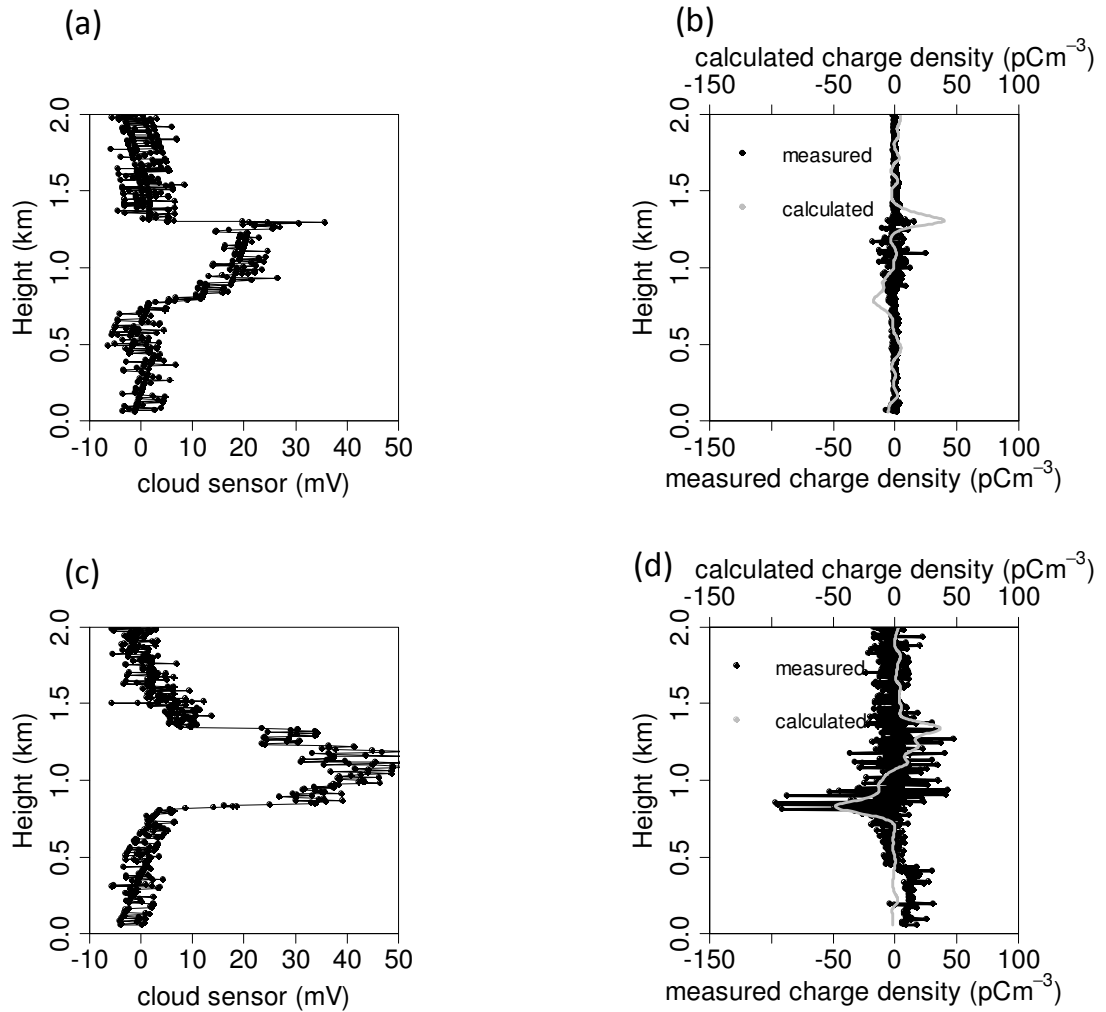 (a)
2.0
1.5
1.0
0.5
0.0
Height (km)
-10 0 10 20 30 40 50
cloud sensor (mV)
(b)
calculated charge density (pCm⁻³)
-150 -50 0 50 100
2.0
1.5
1.0
0.5
0.0
Height (km)
measured
calculated
-150 -50 0 50 100
measured charge density (pCm⁻³)
(c)
2.0
1.5
1.0
0.5
0.0
Height (km)
-10 0 10 20 30 40 50
cloud sensor (mV)
(d)
calculated charge density (pCm⁻³)
-150 -50 0 50 100
2.0
1.5
1.0
0.5
0.0
Height (km)
measured
calculated
-150 -50 0 50 100
measured charge density (pCm⁻³)